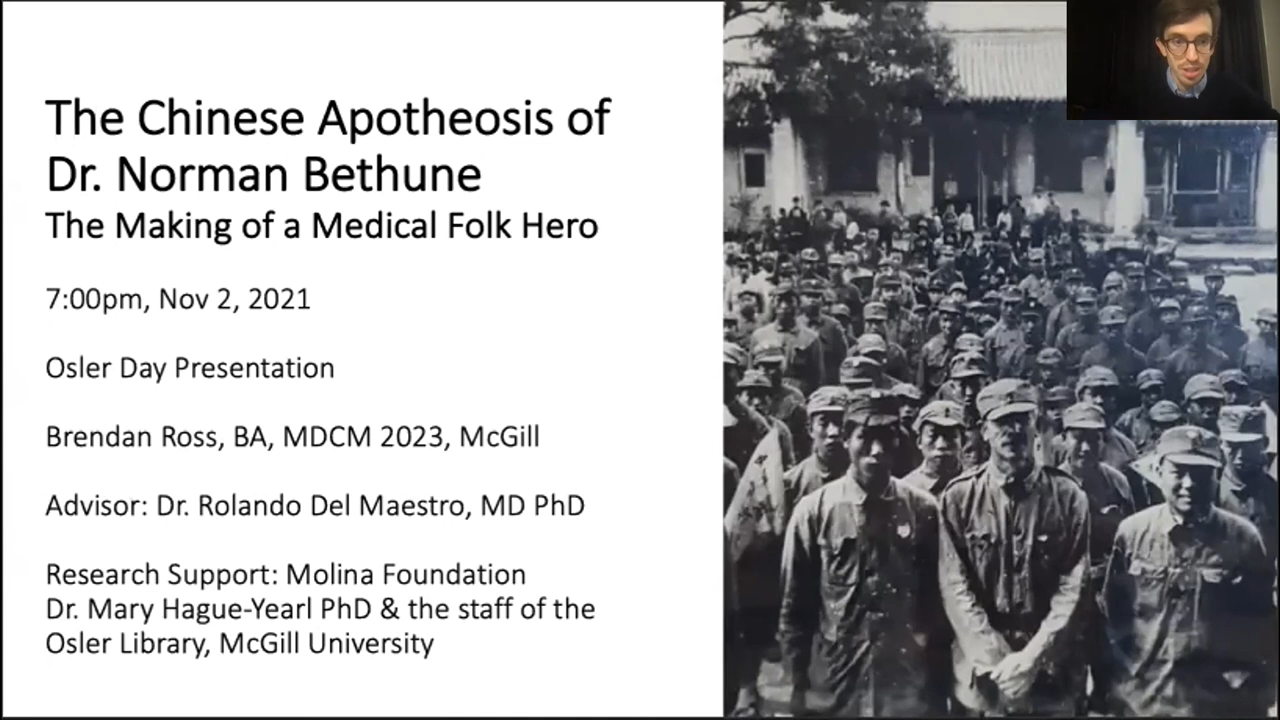 The Chinese Apotheosis of
Dr. Norman Bethune
The Making of a Medical Folk Hero
7:00pm, Nov 2, 2021
Osler Day Presentation
Brendan Ross, BA, MDCM 2023, McGill
Advisor: Dr. Rolando Del Maestro, MD PhD
Research Support: Molina Foundation
Dr. Mary Hague-Yearl PhD & the staff of the
Osler Library, McGill University